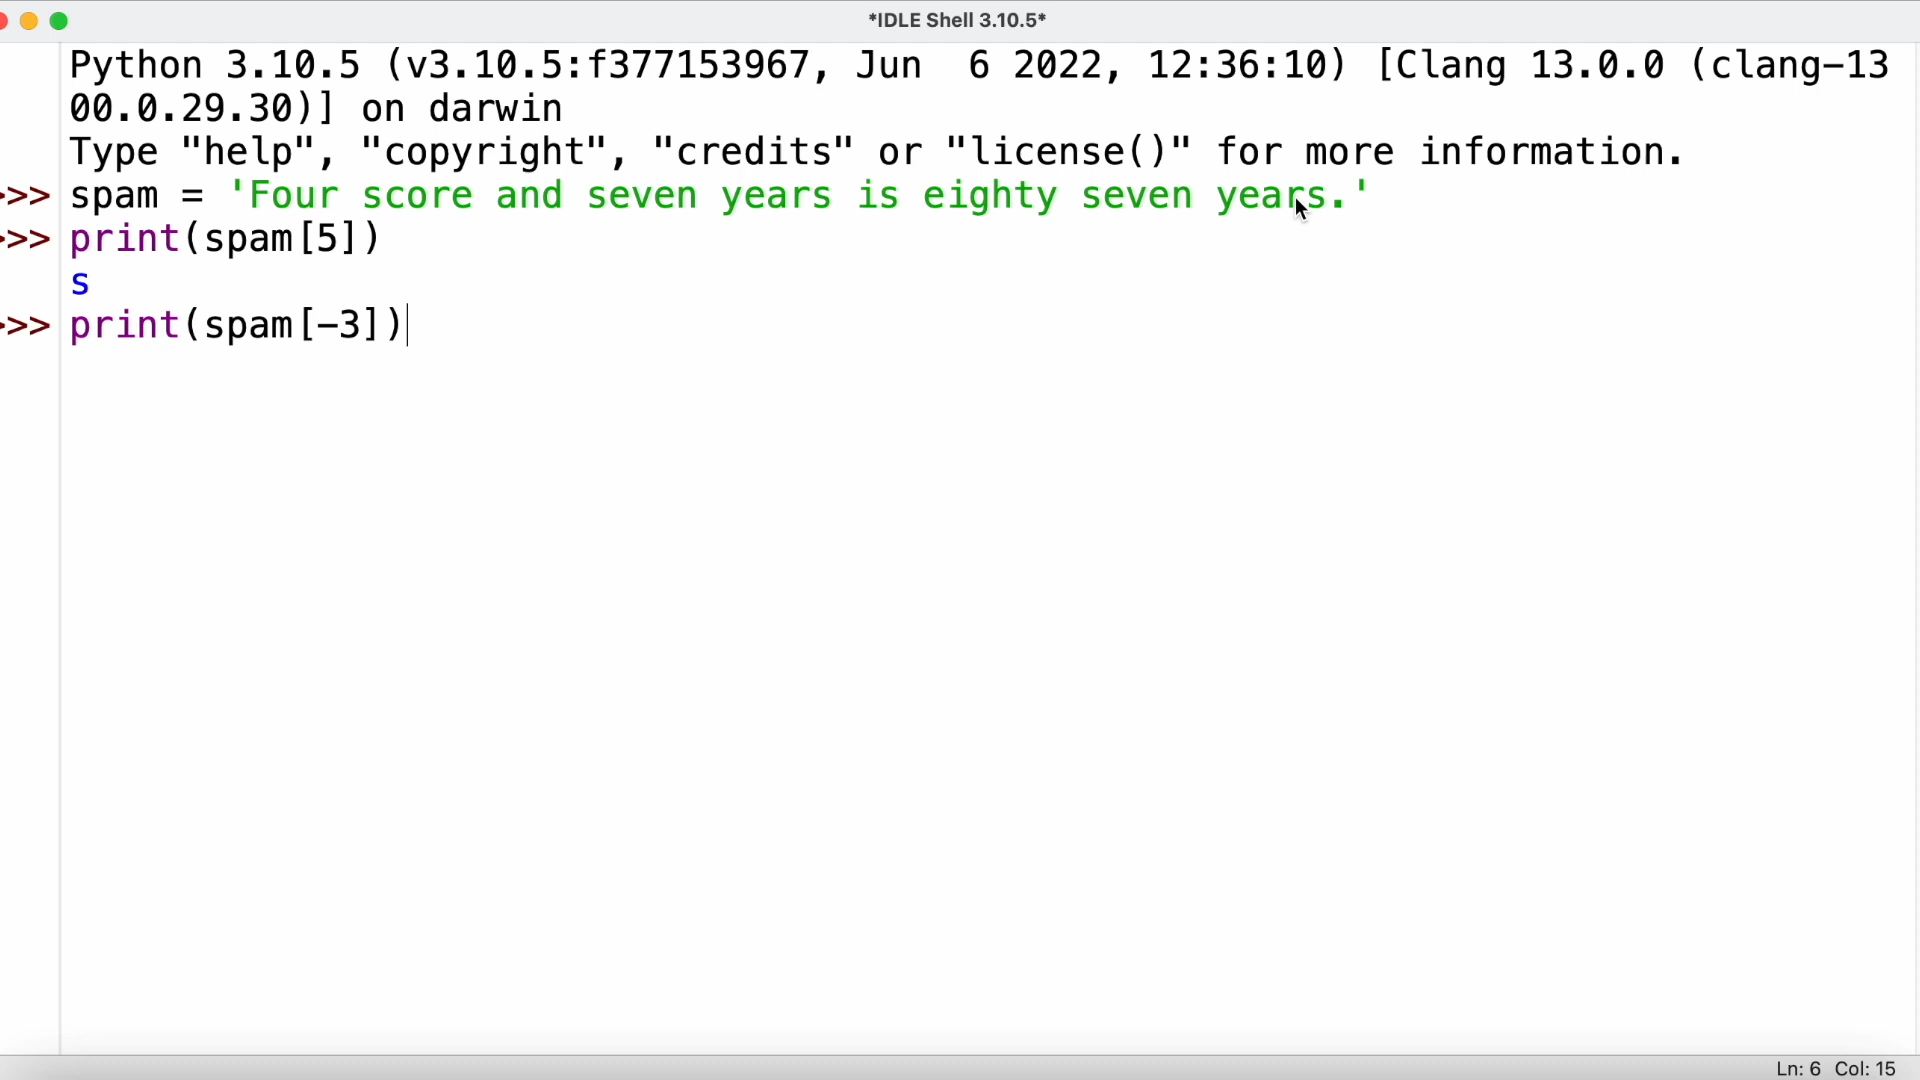 *IDLE Shell 3.10.5*
Python 3.10.5 (v3.10.5:f377153967, Jun  6 2022, 12:36:10) [Clang 13.0.0 (clang-13
00.0.29.30)] on darwin
Type "help", "copyright", "credits" or "license()" for more information.
>>> spam = 'Four score and seven years is eighty seven years.'
>>> print(spam[5])
s
>>> print(spam[-3])
Ln: 6 Col: 15